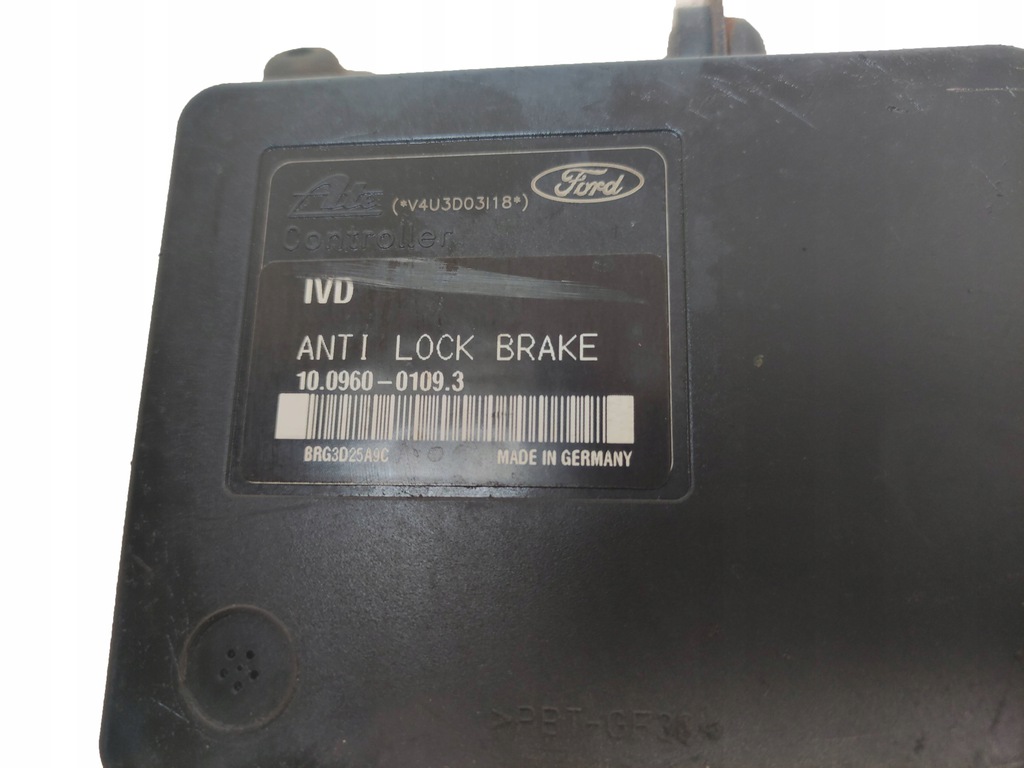 Ate (*V4U3D03I18*) Ford
Controller
IVD
ANTI LOCK BRAKE
10.0960-0109.3
BRG3D25A9C MADE IN GERMANY
>PBT-GF30<